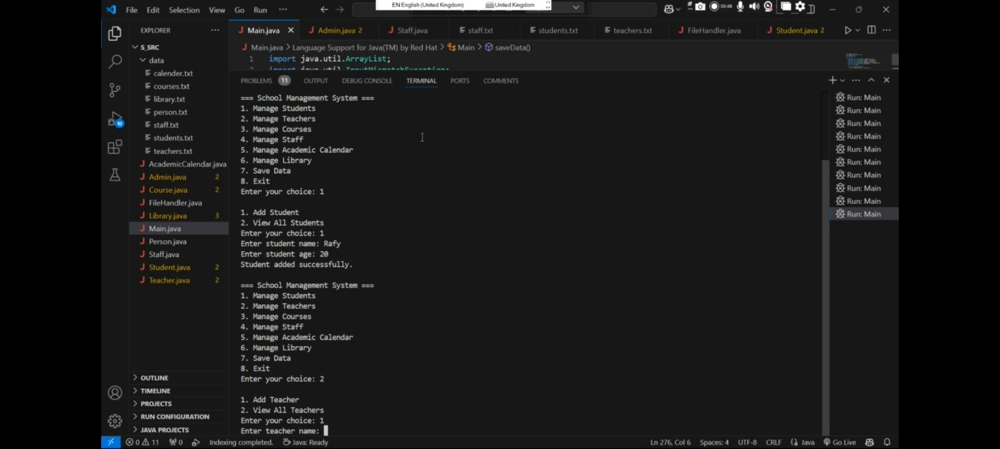 EN English (United Kingdom) United Kingdom
File Edit Selection View Go Run ···
00:46
EXPLORER ···
Main.java Admin.java 2 Staff.java staff.txt students.txt teachers.txt FileHandler.java Student.java 2
S_SRC
Main.java > Language Support for Java(TM) by Red Hat > Main > saveData()
data
1 import java.util.ArrayList;
2 import java.util.InputMismatchException;
calender.txt
courses.txt
library.txt
person.txt
staff.txt
students.txt
teachers.txt
AcademicCalendar.java
Admin.java 2
Course.java 2
FileHandler.java
Library.java 3
Main.java
Person.java
Staff.java
Student.java 2
Teacher.java 2
10
OUTLINE
TIMELINE
PROJECTS
RUN CONFIGURATION
JAVA PROJECTS
PROBLEMS 11 OUTPUT DEBUG CONSOLE TERMINAL PORTS COMMENTS
=== School Management System ===
1. Manage Students
2. Manage Teachers
3. Manage Courses
4. Manage Staff
5. Manage Academic Calendar
6. Manage Library
7. Save Data
8. Exit
Enter your choice: 1
1. Add Student
2. View All Students
Enter your choice: 1
Enter student name: Rafy
Enter student age: 20
Student added successfully.
=== School Management System ===
1. Manage Students
2. Manage Teachers
3. Manage Courses
4. Manage Staff
5. Manage Academic Calendar
6. Manage Library
7. Save Data
8. Exit
Enter your choice: 2
1. Add Teacher
2. View All Teachers
Enter your choice: 1
Enter teacher name:
Run: Main
Run: Main
Run: Main
Run: Main
Run: Main
Run: Main
Run: Main
Run: Main
Run: Main
Run: Main
0 11 0 Indexing completed. Java: Ready Ln 276, Col 6 Spaces: 4 UTF-8 CRLF Java Go Live